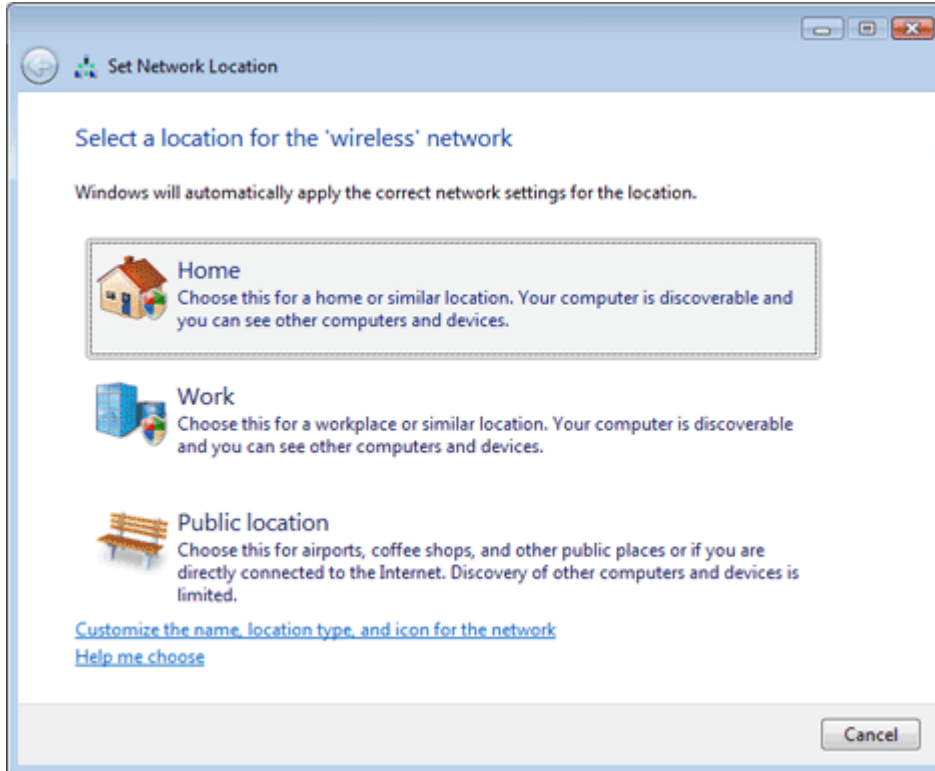 Set Network Location
Select a location for the 'wireless' network
Windows will automatically apply the correct network settings for the location.
Home
Choose this for a home or similar location. Your computer is discoverable and
you can see other computers and devices.
Work
Choose this for a workplace or similar location. Your computer is discoverable
and you can see other computers and devices.
Public location
Choose this for airports, coffee shops, and other public places or if you are
directly connected to the Internet. Discovery of other computers and devices is
limited.
Customize the name, location type, and icon for the network
Help me choose
Cancel